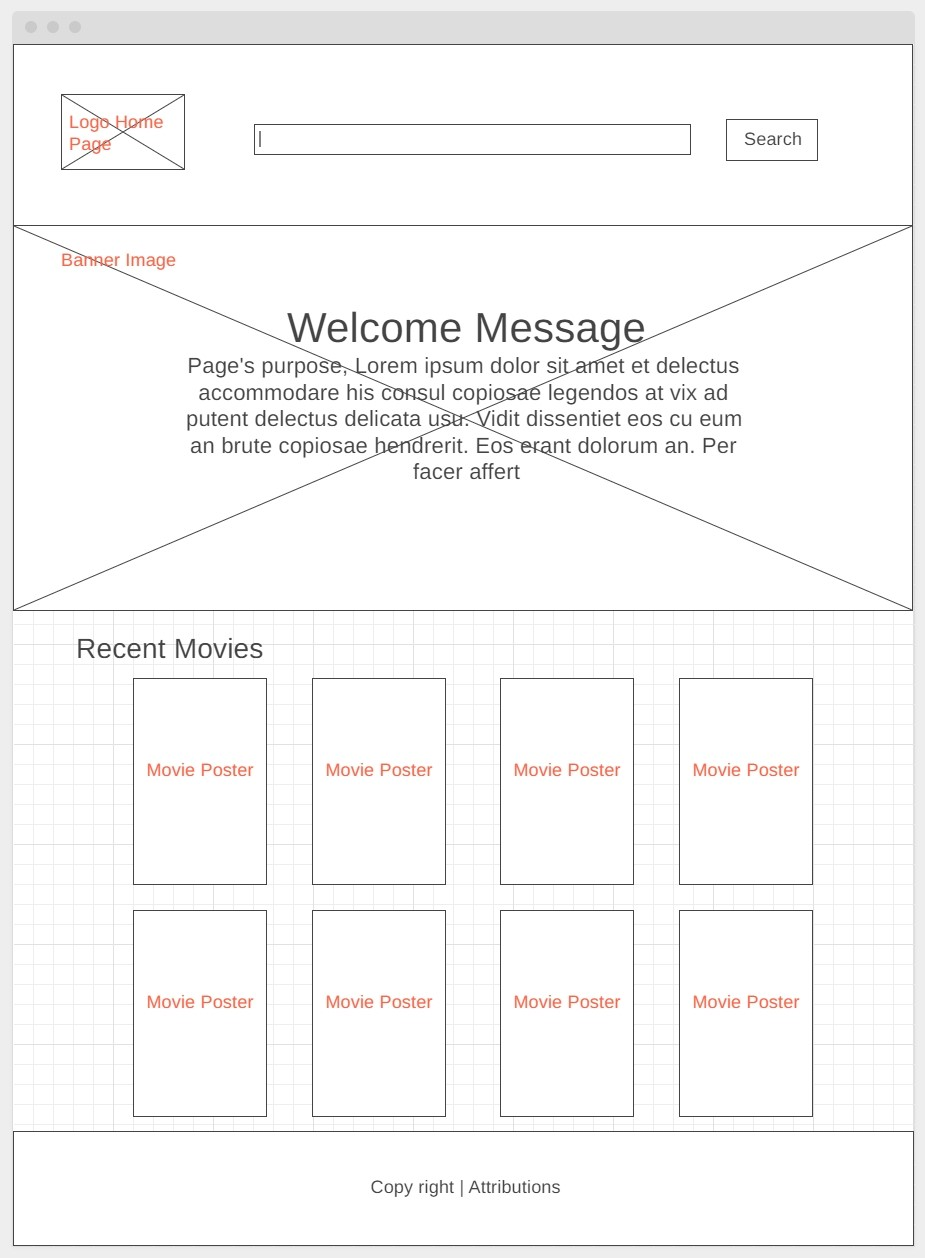 Logo Home
Page
Search
Banner Image
Welcome Message
Page's purpose, Lorem ipsum dolor sit amet et delectus
accommodare his consul copiosae legendos at vix ad
putent delectus delicata usu. Vidit dissentiet eos cu eum
an brute copiosae hendrerit. Eos erant dolorum an. Per
facer affert
Recent Movies
Movie Poster Movie Poster Movie Poster Movie Poster
Movie Poster Movie Poster Movie Poster Movie Poster
Copy right | Attributions